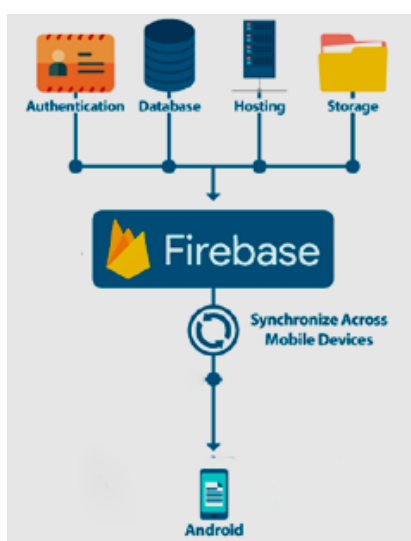 Authentication Database Hosting Storage
Firebase
Synchronize Across
Mobile Devices
Android